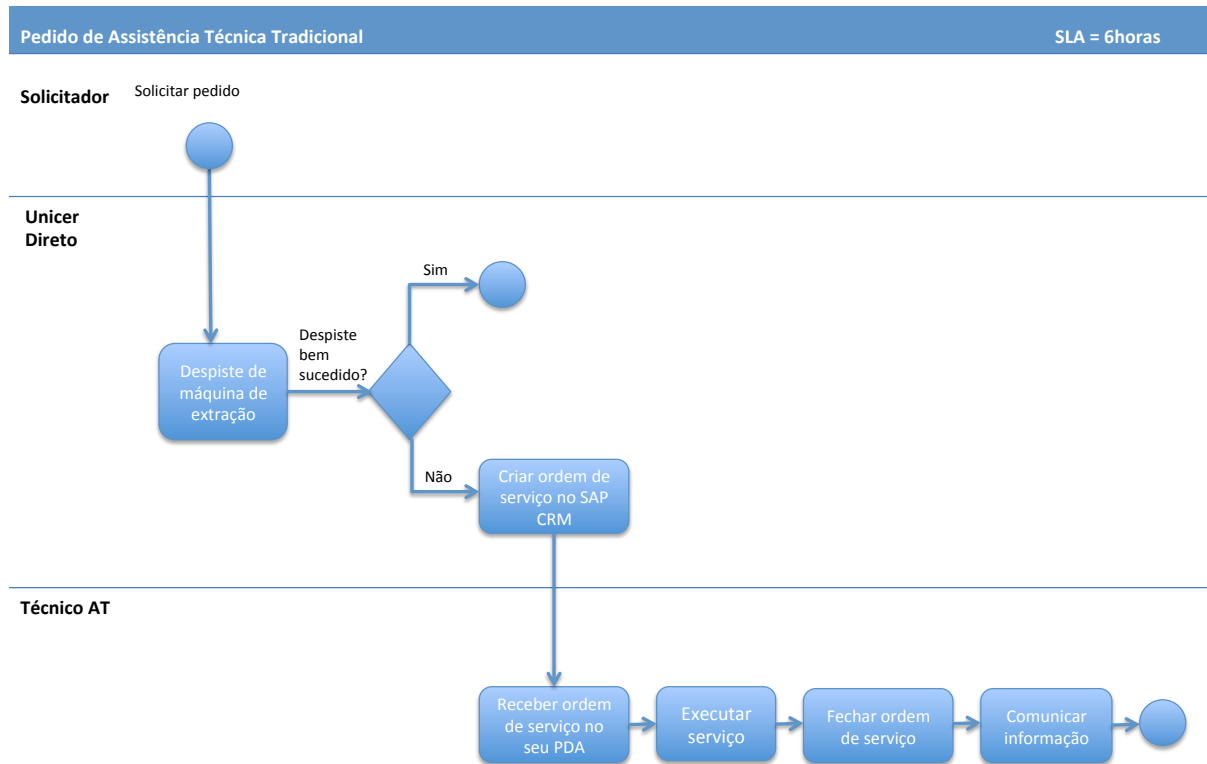 Pedido de Assistência Técnica Tradicional
SLA = 6horas
Solicitador
Solicitar pedido
Unicer
Direto
Sim
Despiste
bem
sucedido?
Despiste de
máquina de
extração
Não
Criar ordem de
serviço no SAP
CRM
Técnico AT
Receber ordem
de serviço no
seu PDA
Executar
serviço
Fechar ordem
de serviço
Comunicar
informação